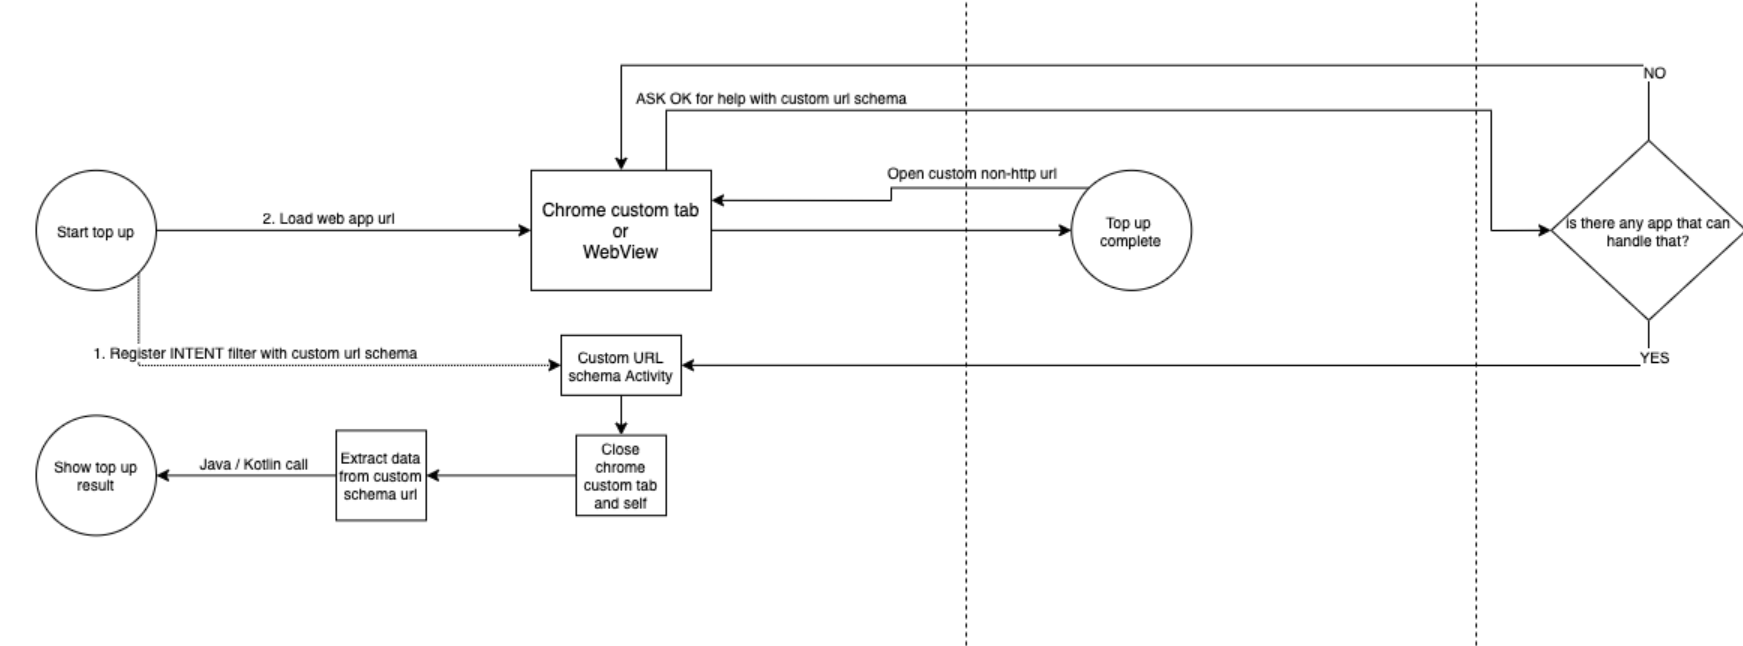 NO
ASK OK for help with custom url schema
Open custom non-http url
Start top up
2. Load web app url
Chrome custom tab
or
WebView
Top up
complete
Is there any app that can
handle that?
1. Register INTENT filter with custom url schema
Custom URL
schema Activity
YES
Show top up
result
Java / Kotlin call
Extract data
from custom
schema url
Close
chrome
custom tab
and self